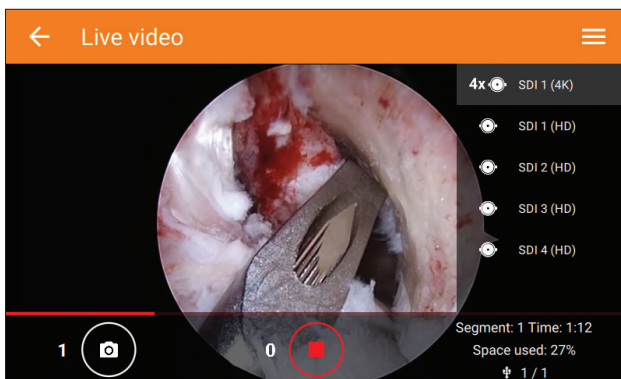 Live video
4x SDI 1 (4K)
SDI 1 (HD)
SDI 2 (HD)
SDI 3 (HD)
SDI 4 (HD)
1
0
Segment: 1 Time: 1:12
Space used: 27%
1 / 1